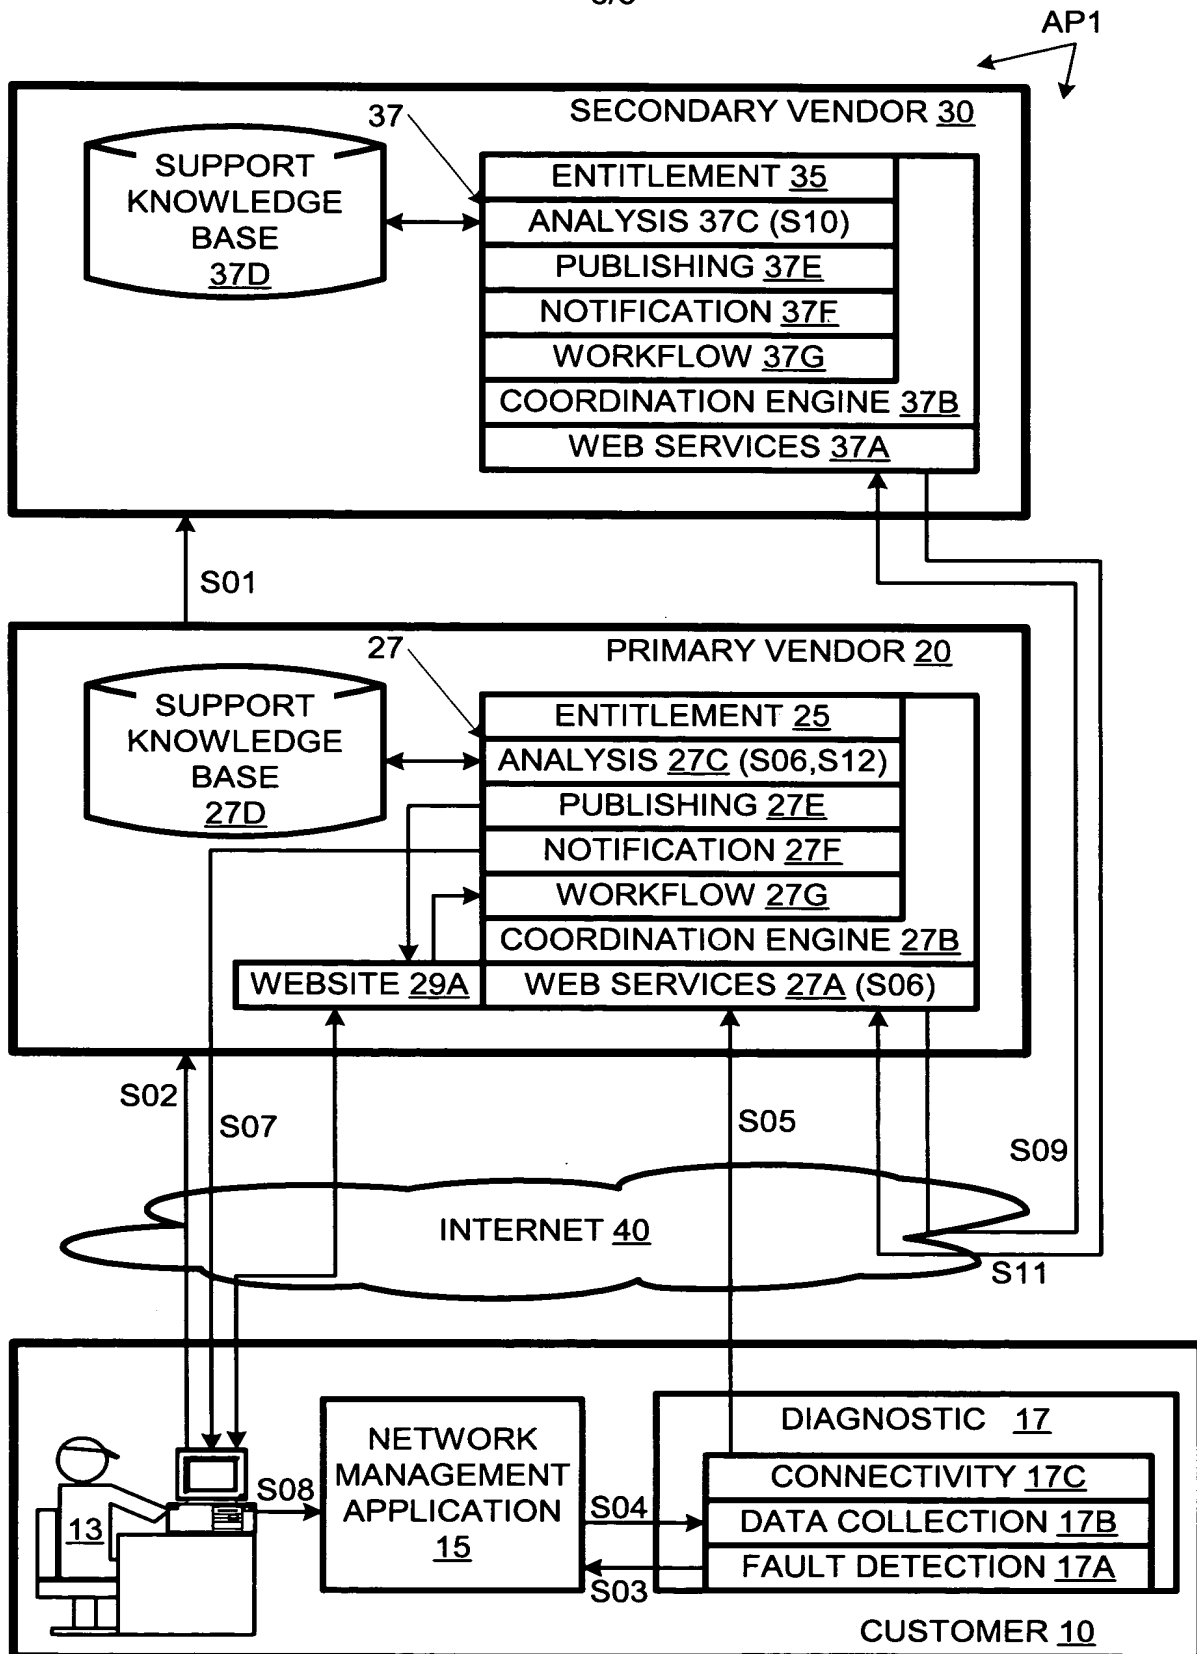 AP1
SECONDARY VENDOR 30
37
SUPPORT
KNOWLEDGE
BASE
37D
ENTITLEMENT 35
ANALYSIS 37C (S10)
PUBLISHING 37E
NOTIFICATION 37F
WORKFLOW 37G
COORDINATION ENGINE 37B
WEB SERVICES 37A
S01
PRIMARY VENDOR 20
27
SUPPORT
KNOWLEDGE
BASE
27D
ENTITLEMENT 25
ANALYSIS 27C (S06,S12)
PUBLISHING 27E
NOTIFICATION 27F
WORKFLOW 27G
COORDINATION ENGINE 27B
WEBSITE 29A
WEB SERVICES 27A (S06)
S02
S07
S05
S09
INTERNET 40
S11
DIAGNOSTIC 17
NETWORK
MANAGEMENT
APPLICATION
15
CONNECTIVITY 17C
DATA COLLECTION 17B
FAULT DETECTION 17A
S08
S04
S03
13
CUSTOMER 10